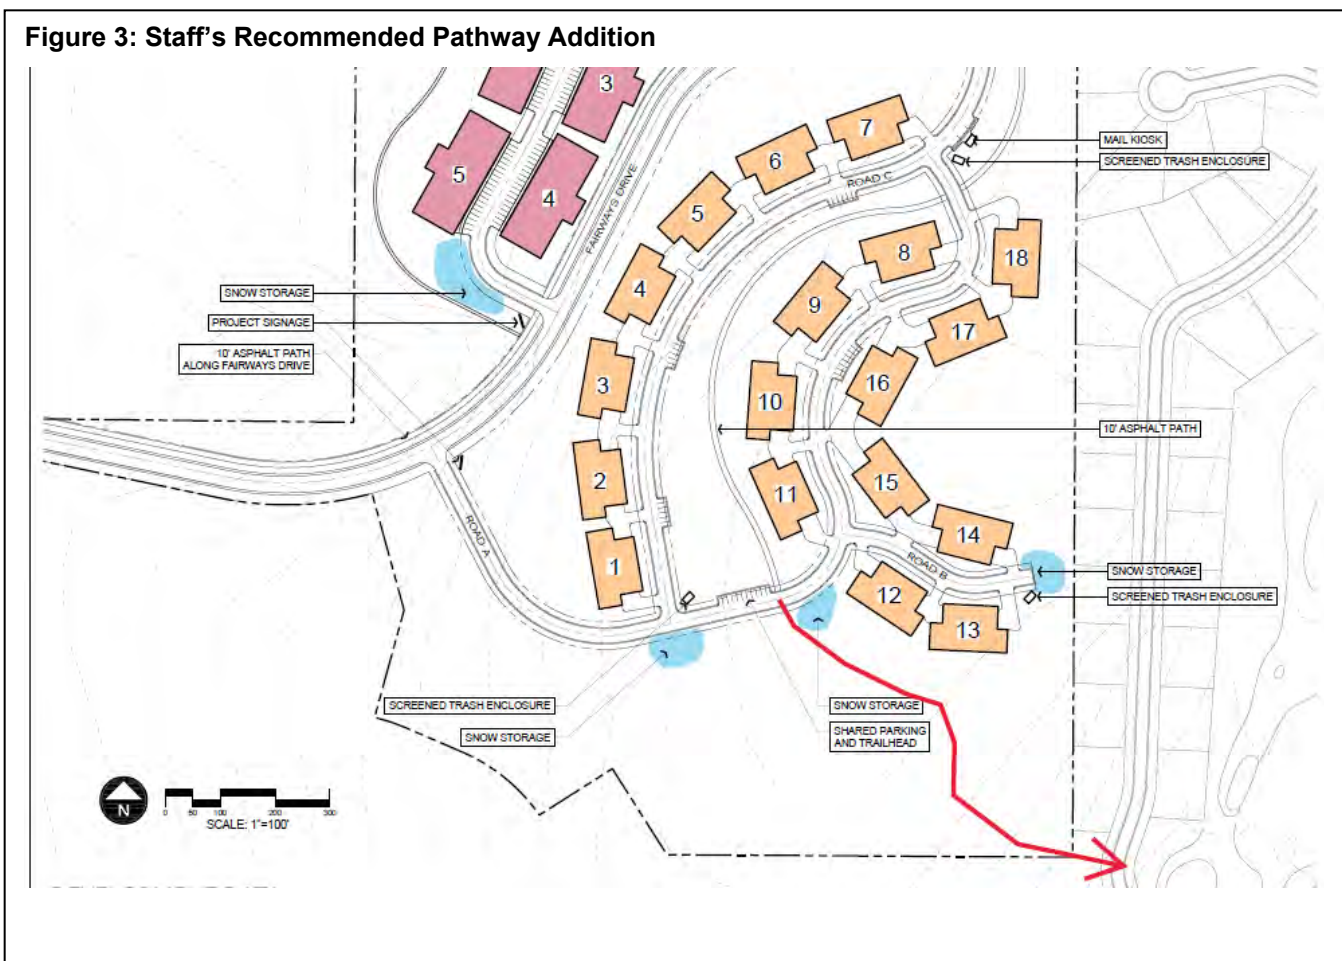 Figure 3: Staff's Recommended Pathway Addition
3
5
4
FAIRWAYS DRIVE
7
6
5
4
3
2
1
ROAD C
8
9
10
11
18
17
16
15
14
12
13
ROAD A
ROAD B
MAIL KIOSK
SCREENED TRASH ENCLOSURE
SNOW STORAGE
PROJECT SIGNAGE
10' ASPHALT PATH
ALONG FAIRWAYS DRIVE
10' ASPHALT PATH
SNOW STORAGE
SCREENED TRASH ENCLOSURE
SCREENED TRASH ENCLOSURE
SNOW STORAGE
SNOW STORAGE
SHARED PARKING
AND TRAILHEAD
N
0 50 100 200 300
SCALE: 1"=100'